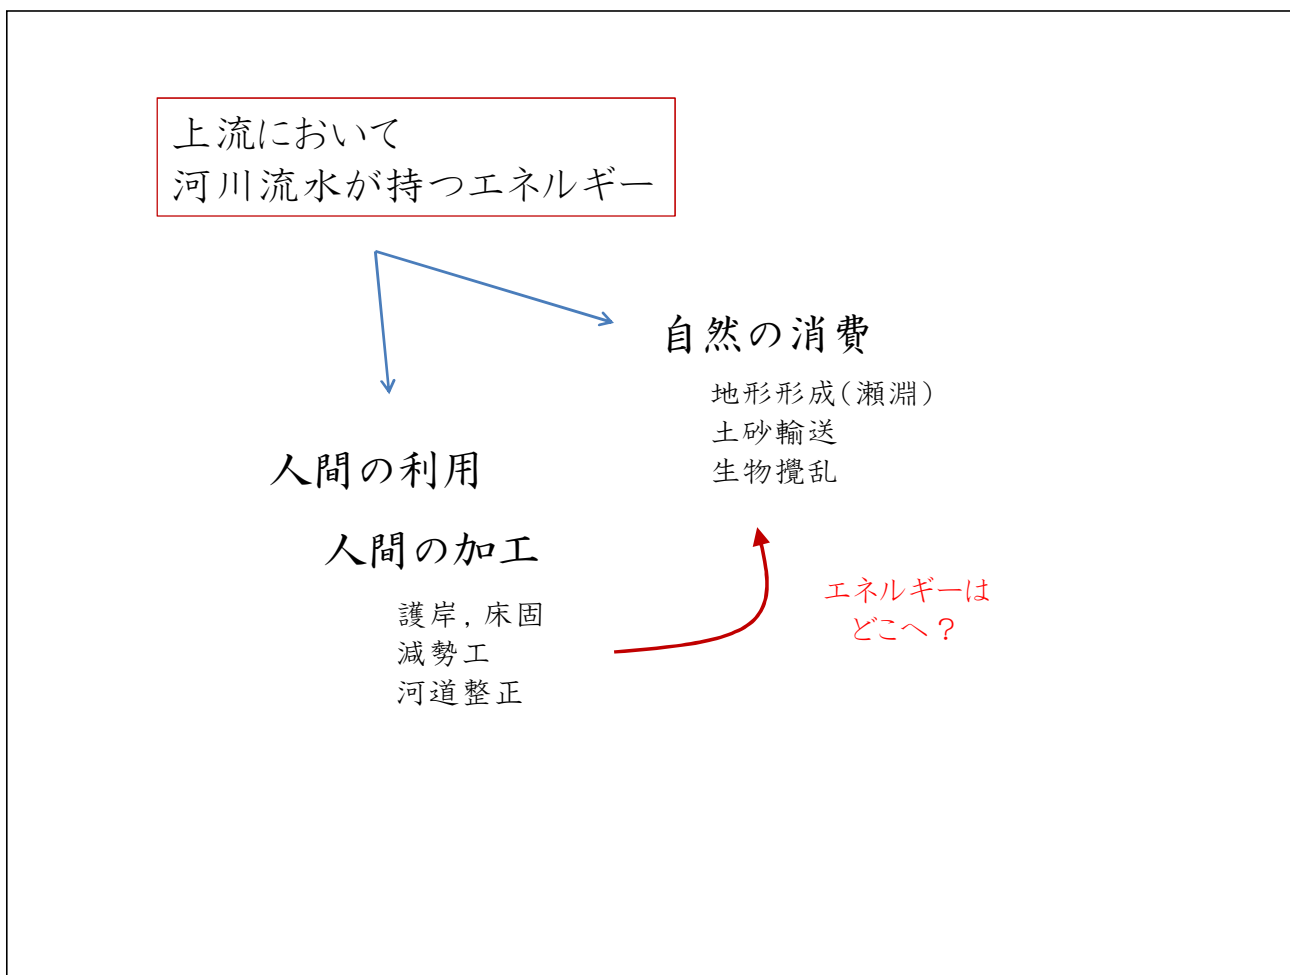 上流において
河川流水が持つエネルギー
自然の消費
地形形成(瀬淵)
土砂輸送
生物攪乱
人間の利用
人間の加工
護岸, 床固
減勢工
河道整正
エネルギーは
どこへ?